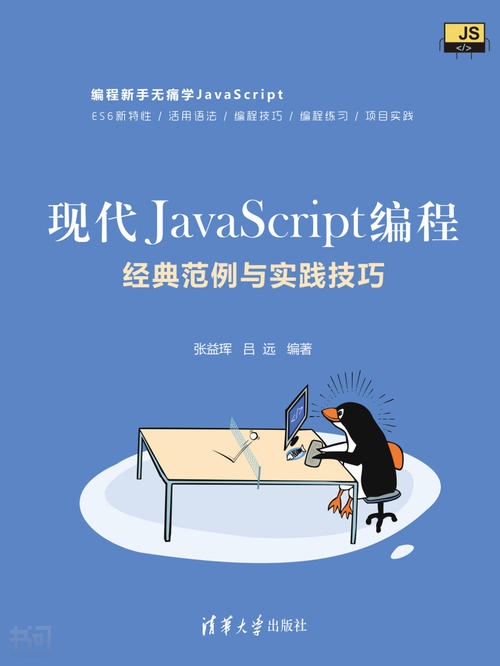 JS
</>
编程新手无痛学JavaScript
ES6新特性 / 活用语法 / 编程技巧 / 编程练习 / 项目实践
现代JavaScript编程
经典范例与实践技巧
张益珲 吕远 编著
清华大学出版社
书问